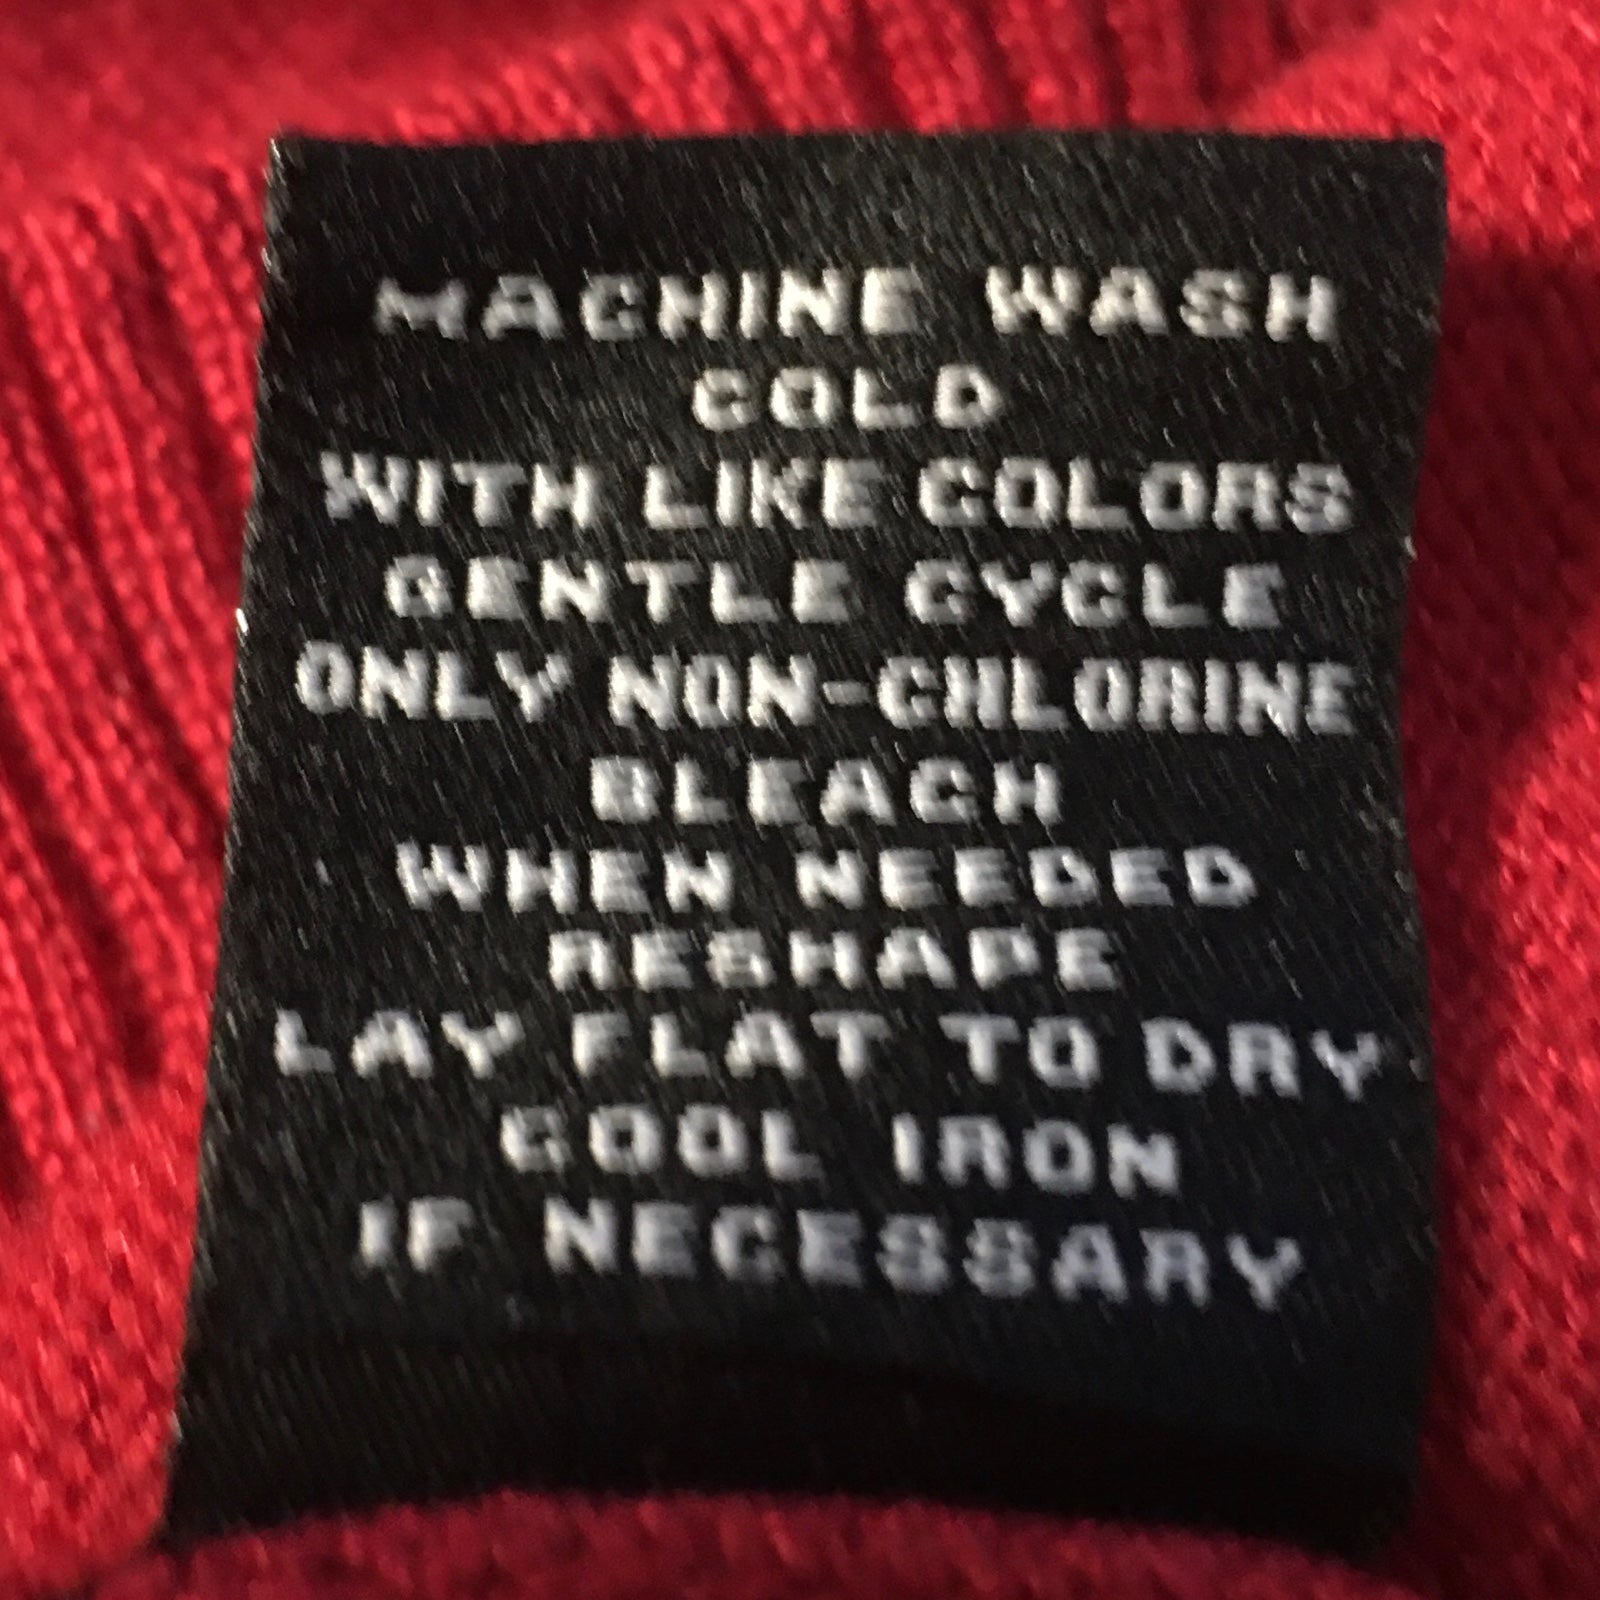 MACHINE WASH
COLD
WITH LIKE COLORS
GENTLE CYCLE
ONLY NON-CHLORINE
BLEACH
WHEN NEEDED
RESHAPE
LAY FLAT TO DRY
COOL IRON
IF NECESSARY